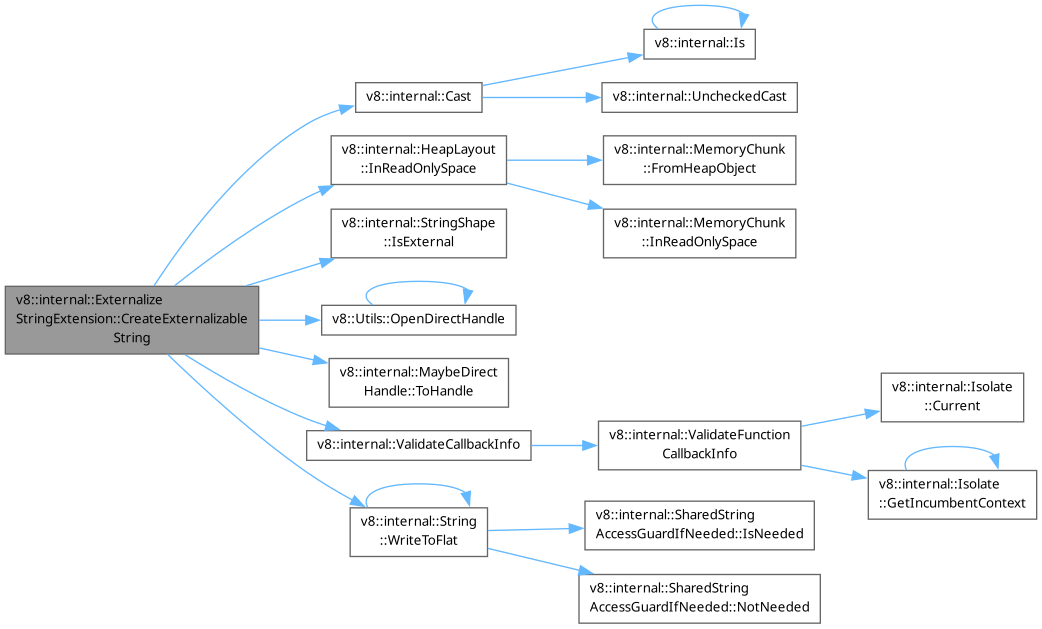 v8::internal::Is
v8::internal::Cast
v8::internal::UncheckedCast
v8::internal::HeapLayout
::InReadOnlySpace
v8::internal::MemoryChunk
::FromHeapObject
v8::internal::StringShape
::IsExternal
v8::internal::MemoryChunk
::InReadOnlySpace
v8::internal::Externalize
StringExtension::CreateExternalizable
String
v8::Utils::OpenDirectHandle
v8::internal::MaybeDirect
Handle::ToHandle
v8::internal::ValidateCallbackInfo
v8::internal::ValidateFunction
CallbackInfo
v8::internal::Isolate
::Current
v8::internal::Isolate
::GetIncumbentContext
v8::internal::String
::WriteToFlat
v8::internal::SharedString
AccessGuardIfNeeded::IsNeeded
v8::internal::SharedString
AccessGuardIfNeeded::NotNeeded